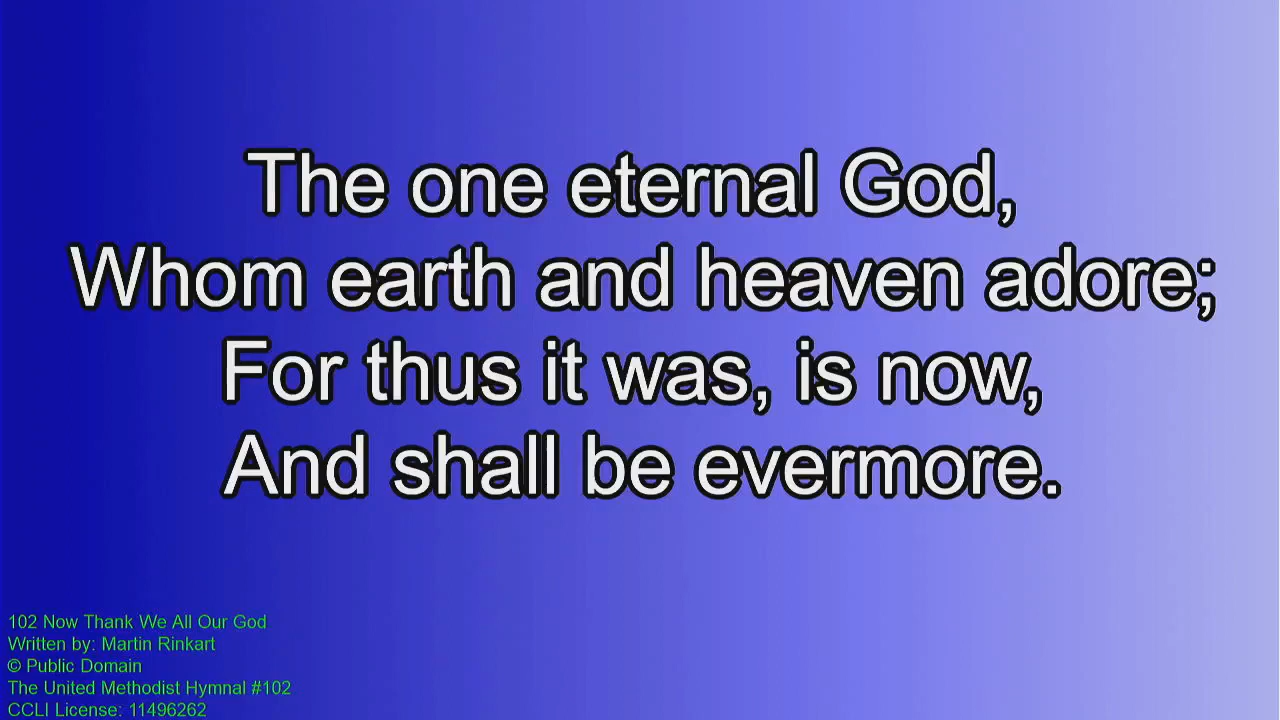 The one eternal God,
Whom earth and heaven adore;
For thus it was, is now,
And shall be evermore.
102 Now Thank We All Our God
Written by: Martin Rinkart
© Public Domain
The United Methodist Hymnal #102
CCLI License: 11496262